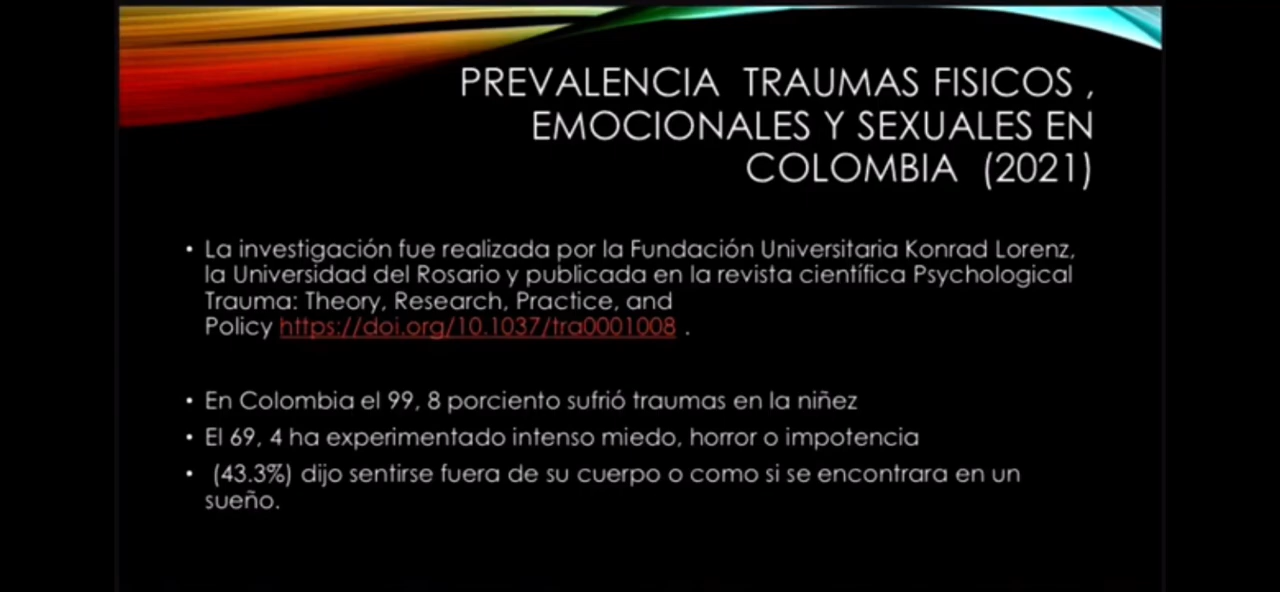 PREVALENCIA TRAUMAS FISICOS ,
EMOCIONALES Y SEXUALES EN
COLOMBIA (2021)
• La investigación fue realizada por la Fundación Universitaria Konrad Lorenz,
la Universidad del Rosario y publicada en la revista científica Psychological
Trauma: Theory, Research, Practice, and
Policy https://doi.org/10.1037/tra0001008 .
• En Colombia el 99, 8 porciento sufrió traumas en la niñez
• El 69, 4 ha experimentado intenso miedo, horror o impotencia
• (43.3%) dijo sentirse fuera de su cuerpo o como si se encontrara en un
sueño.